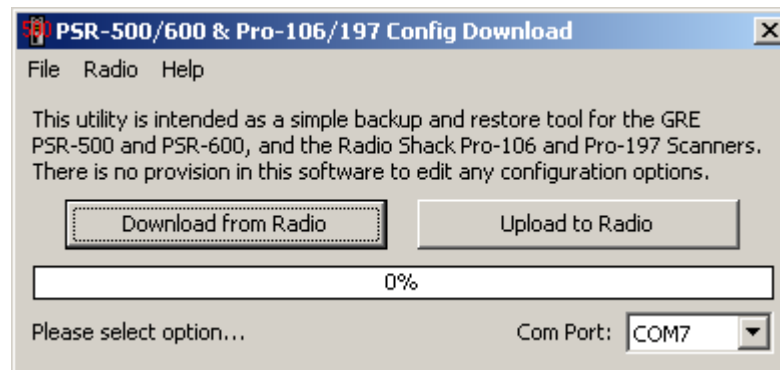 500 PSR-500/600 & Pro-106/197 Config Download
File Radio Help
This utility is intended as a simple backup and restore tool for the GRE
PSR-500 and PSR-600, and the Radio Shack Pro-106 and Pro-197 Scanners.
There is no provision in this software to edit any configuration options.
Download from Radio Upload to Radio
0%
Please select option... Com Port: COM7